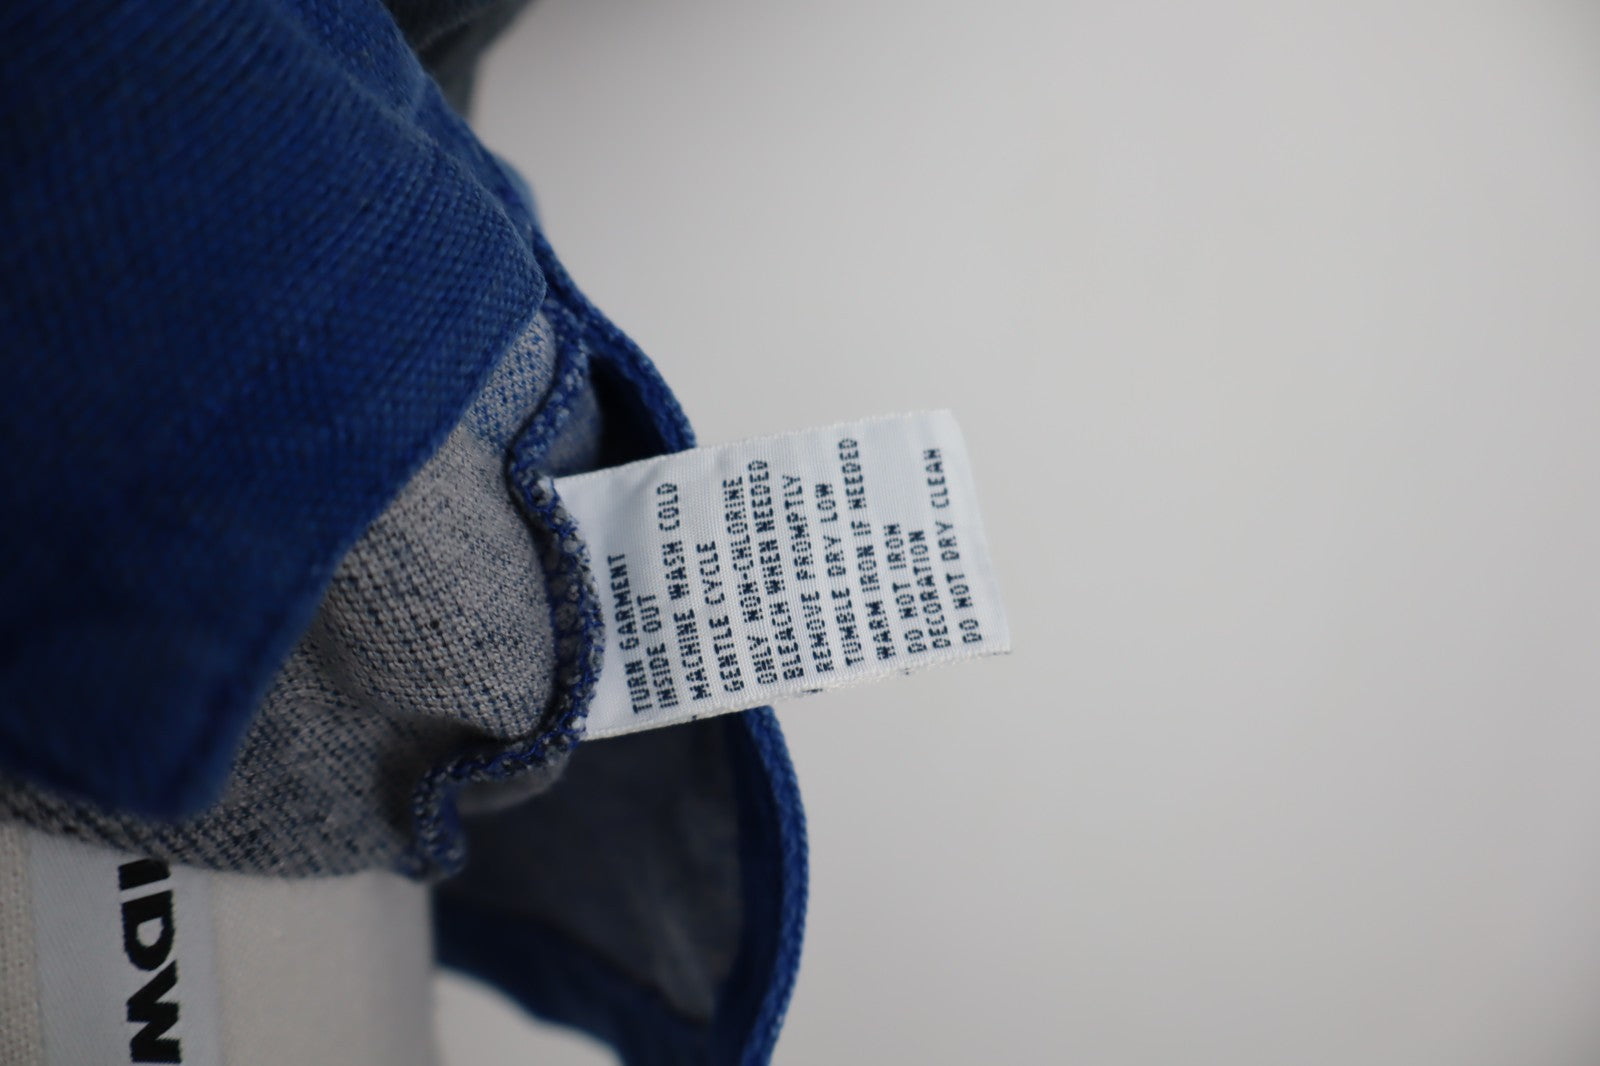 TURN GARMENT
INSIDE OUT
MACHINE WASH COLD
GENTLE CYCLE
ONLY NON-CHLORINE
BLEACH WHEN NEEDED
REMOVE PROMPTLY
TUMBLE DRY LOW
WARM IRON IF NEEDED
DO NOT IRON
DECORATION
DO NOT DRY CLEAN